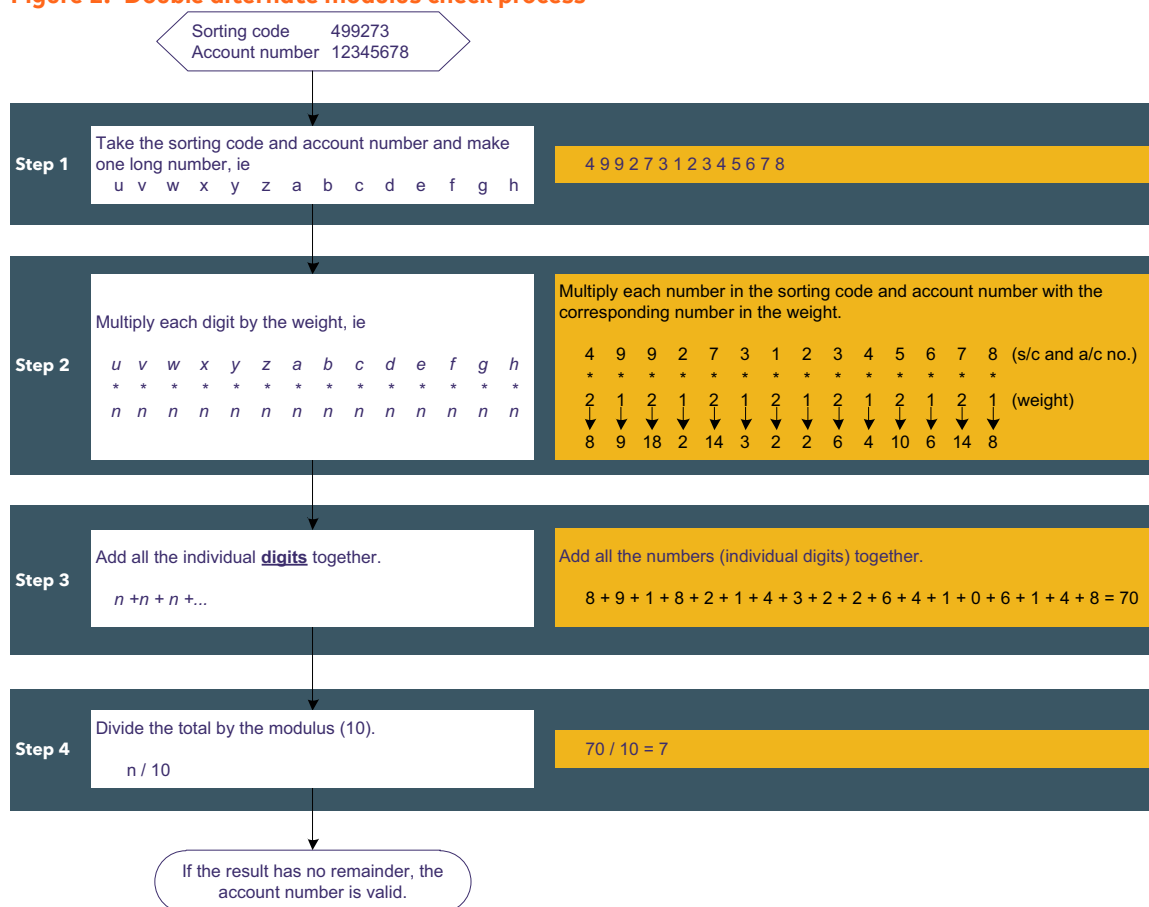 Figure 2: Double alternate modulus check process
Sorting code 499273
Account number 12345678
Step 1
Take the sorting code and account number and make
one long number, ie
u v w x y z a b c d e f g h
4 9 9 2 7 3 1 2 3 4 5 6 7 8
Step 2
Multiply each digit by the weight, ie
u v w x y z a b c d e f g h
* * * * * * * * * * * * * *
n n n n n n n n n n n n n n
Multiply each number in the sorting code and account number with the
corresponding number in the weight.
4 9 9 2 7 3 1 2 3 4 5 6 7 8 (s/c and a/c no.)
* * * * * * * * * * * * * *
2 1 2 1 2 1 2 1 2 1 2 1 2 1 (weight)
8 9 18 2 14 3 2 2 6 4 10 6 14 8
Step 3
Add all the individual digits together.
n +n + n +...
Add all the numbers (individual digits) together.
8 + 9 + 1 + 8 + 2 + 1 + 4 + 3 + 2 + 2 + 6 + 4 + 1 + 0 + 6 + 1 + 4 + 8 = 70
Step 4
Divide the total by the modulus (10).
n / 10
70 / 10 = 7
If the result has no remainder, the
account number is valid.